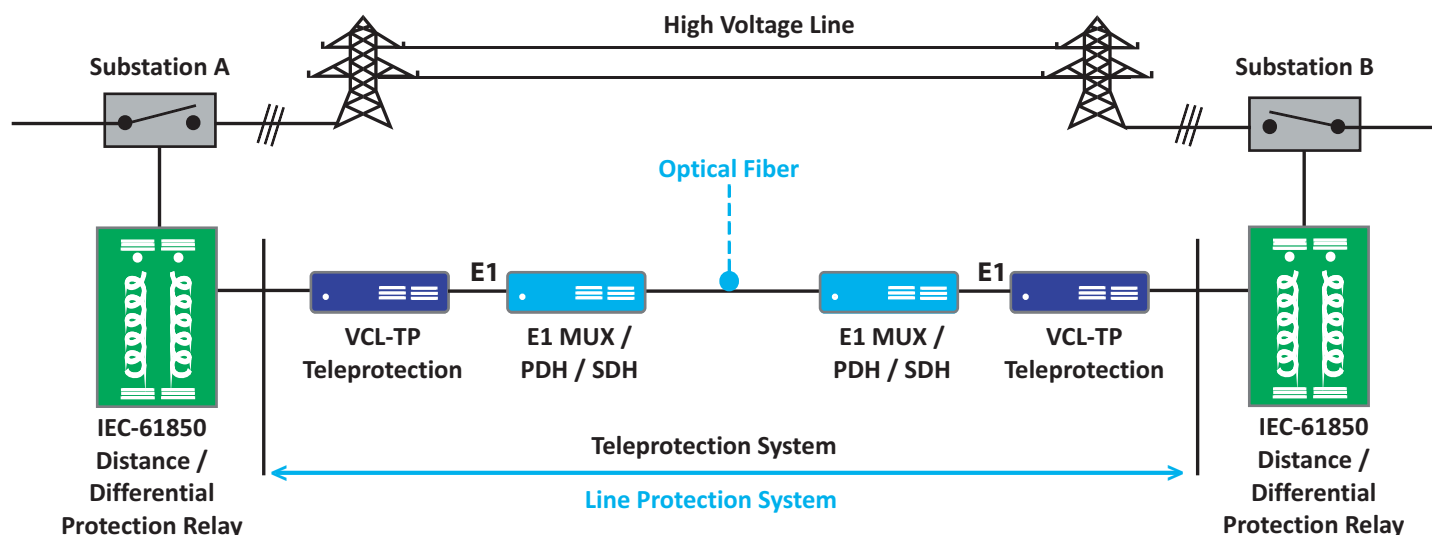 High Voltage Line
Substation A
Substation B
Optical Fiber
E1
E1
VCL-TP
Teleprotection
E1 MUX /
PDH / SDH
E1 MUX /
PDH / SDH
VCL-TP
Teleprotection
IEC-61850
Distance /
Differential
Protection Relay
IEC-61850
Distance /
Differential
Protection Relay
Teleprotection System
Line Protection System